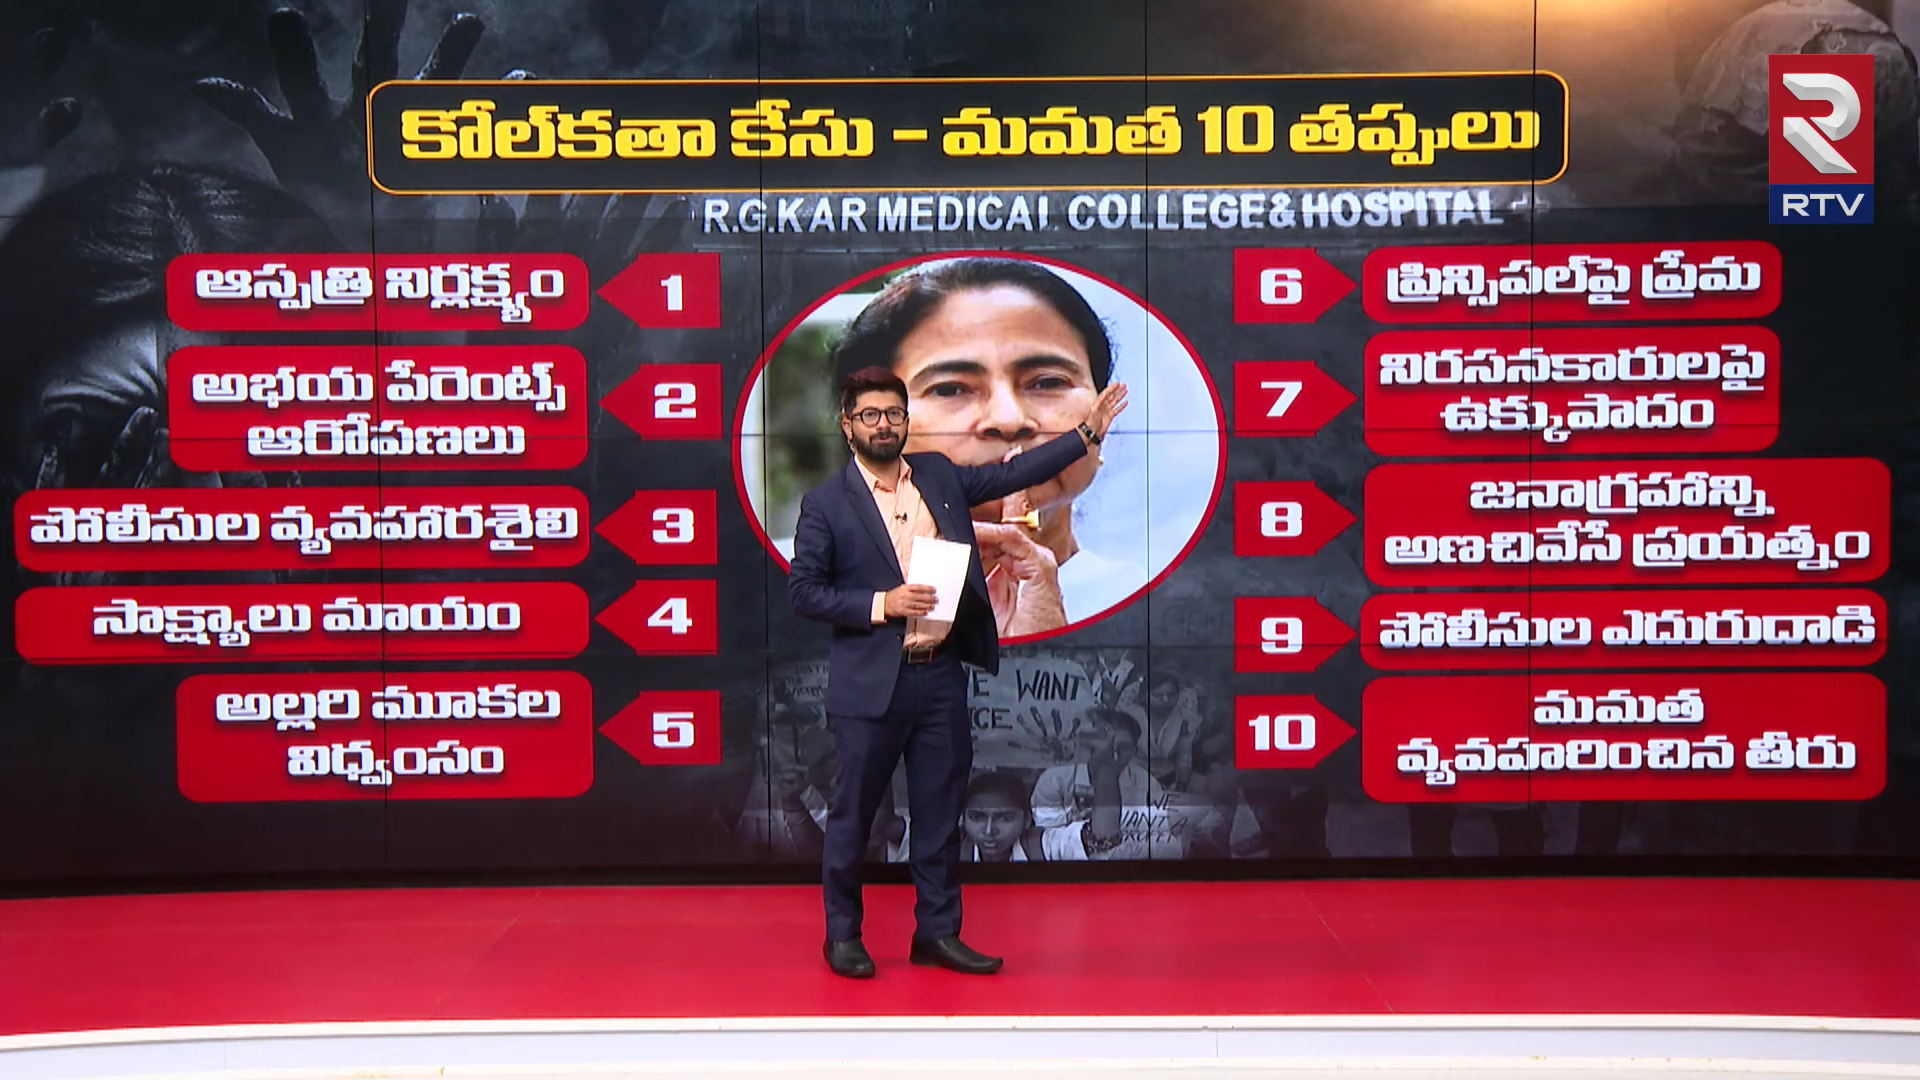 కోల్‌కతా కేసు – మమత 10 తప్పులు
R
RTV
R.G.KAR MEDICAL COLLEGE & HOSPITAL
1
ఆస్పత్రి నిర్లక్ష్యం
2
అభయ పేరెంట్స్
ఆరోపణలు
3
పోలీసుల వ్యవహారశైలి
4
సాక్ష్యాలు మాయం
5
అల్లరి మూకల
విధ్వంసం
6
ప్రిన్సిపల్‌పై ప్రేమ
7
నిరసనకారులపై
ఉక్కుపాదం
8
జనాగ్రహాన్ని
అణచివేసే ప్రయత్నం
9
పోలీసుల ఎదురుదాడి
10
మమత
వ్యవహరించిన తీరు
WANT
WE